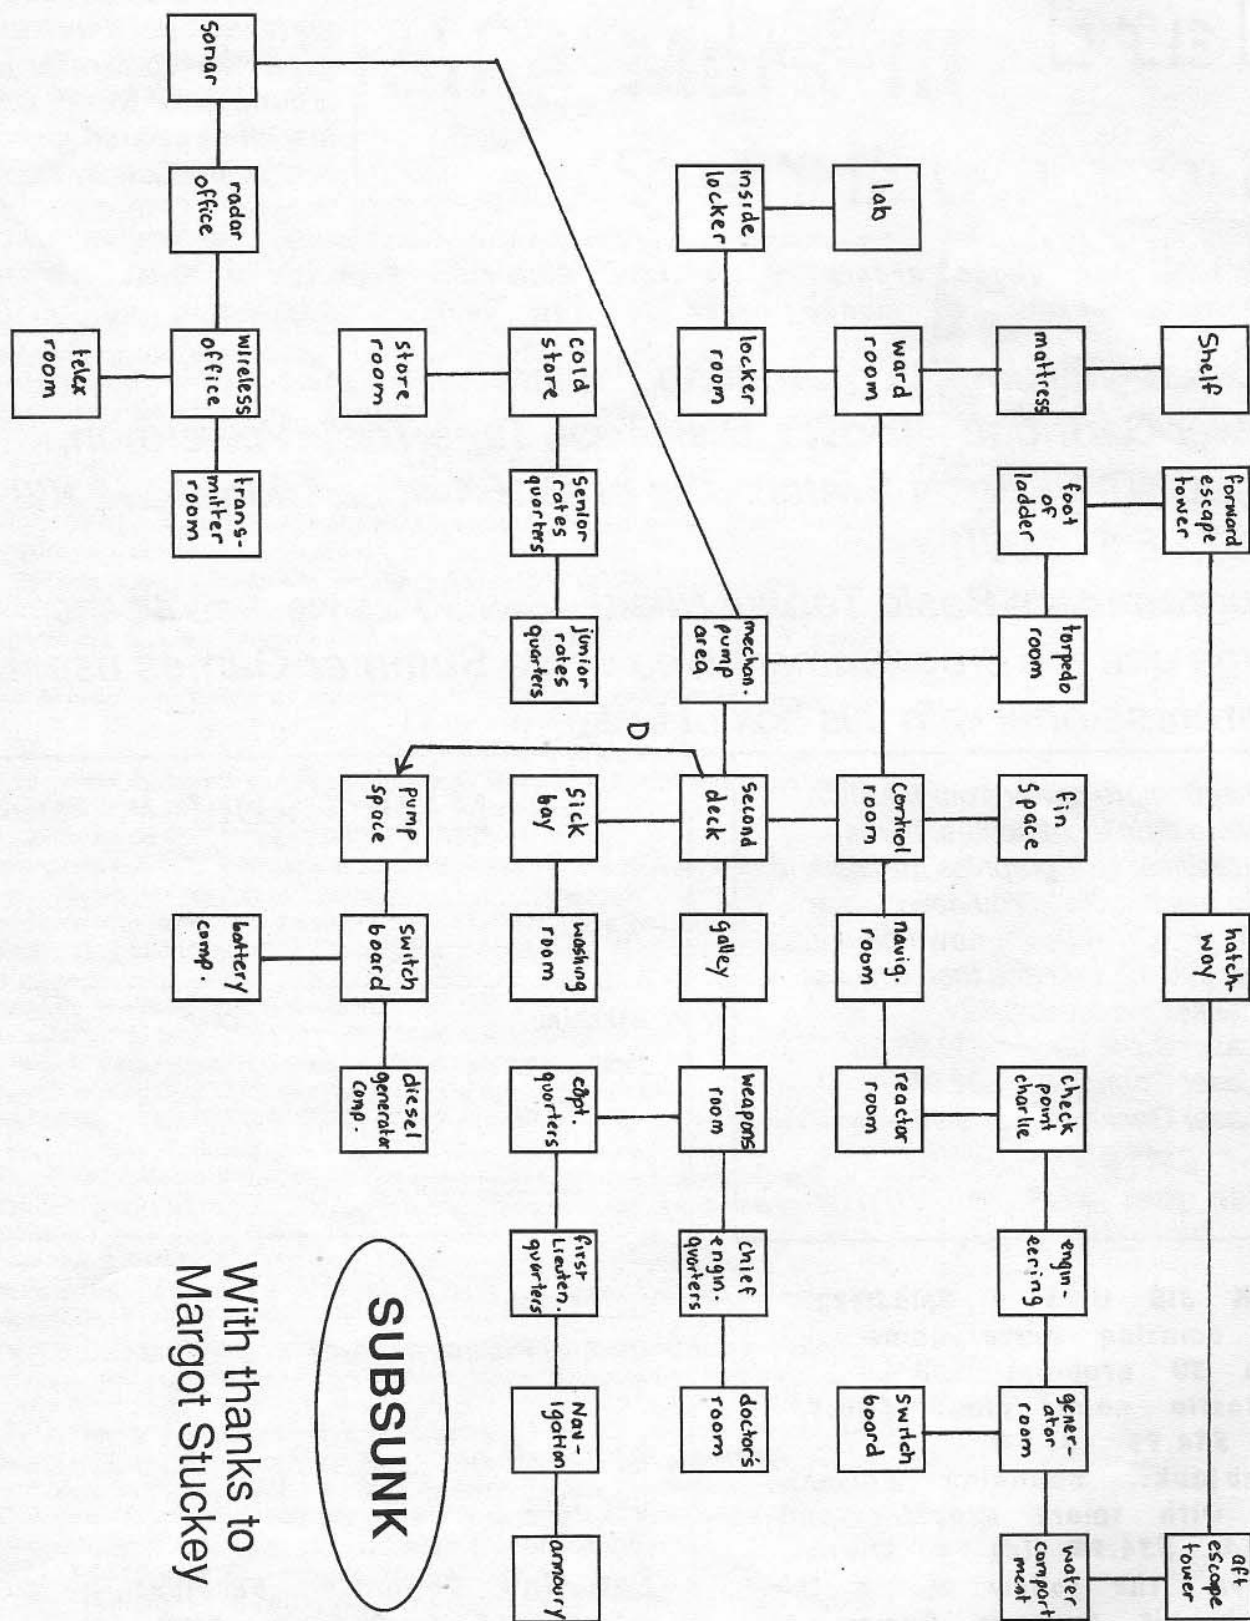 Shelf
forward
escape
tower
hatch-
way
aft
escape
tower
mattress
foot
of
ladder
torpedo
room
fin
space
check
point
charlie
engin-
eering
gener-
ator
room
water
compart
ment
lab
ward
room
control
room
navig.
room
reactor
room
switch
board
inside
locker
locker
room
mechan.
pump
area
second
deck
galley
weapons
room
chief
engin.
quarters
doctor's
room
D
cold
store
senior
rates
quarters
junior
rates
quarters
sick
bay
washing
room
capt.
quarters
first
Lieuten.
quarters
Nav-
igation
armoury
store
room
pump
space
switch
board
diesel
generator
comp.
sonar
radar
office
wireless
office
trans-
mitter
room
battery
comp.
telex
room
SUBSUNK
With thanks to
Margot Stuckey